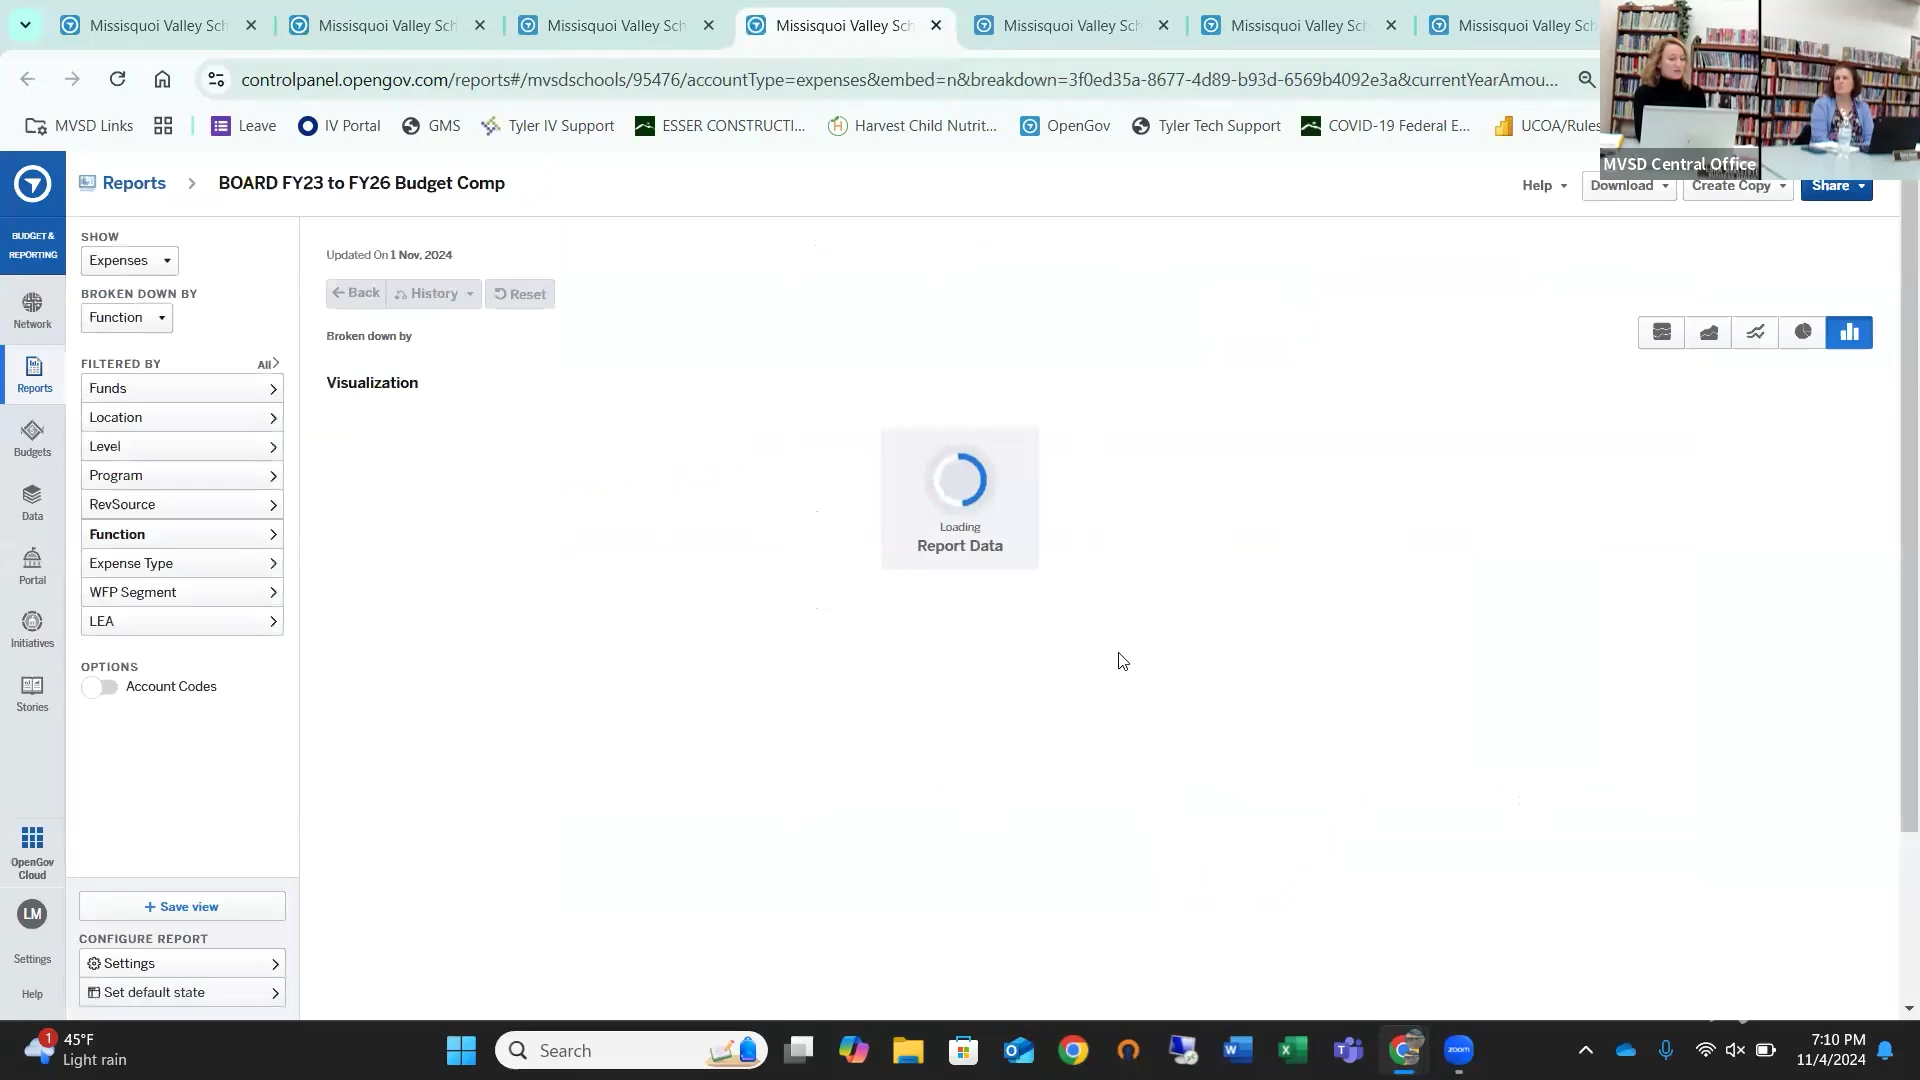 Missisquoi Valley Sch
Missisquoi Valley Sch
Missisquoi Valley Sch
Missisquoi Valley Sch
Missisquoi Valley Sch
Missisquoi Valley Sch
Missisquoi Valley Sch
controlpanel.opengov.com/reports#/mvsdschools/95476/accountType=expenses&embed=n&breakdown=3f0ed35a-8677-4d89-b93d-6569b4092e3a&currentYearAmou...
MVSD Links
Leave
IV Portal
GMS
Tyler IV Support
ESSER CONSTRUCTI...
Harvest Child Nutrit...
OpenGov
Tyler Tech Support
COVID-19 Federal E...
UCOA/Rules
MVSD Central Office
Reports
BOARD FY23 to FY26 Budget Comp
Help
Download
Create Copy
Share
BUDGET &
REPORTING
Network
Reports
Budgets
Data
Portal
Initiatives
Stories
OpenGov
Cloud
LM
Settings
Help
SHOW
Expenses
BROKEN DOWN BY
Function
FILTERED BY
All
Funds
Location
Level
Program
RevSource
Function
Expense Type
WFP Segment
LEA
OPTIONS
Account Codes
+ Save view
CONFIGURE REPORT
Settings
Set default state
Updated On 1 Nov, 2024
Back
History
Reset
Broken down by
Visualization
Loading
Report Data
1
45°F
Light rain
Search
zoom
7:10 PM
11/4/2024